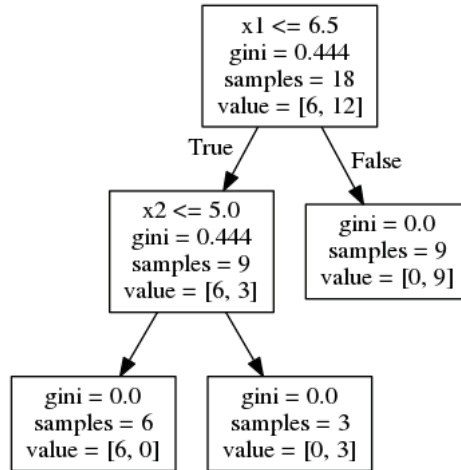 x1 <= 6.5
gini = 0.444
samples = 18
value = [6, 12]
True
False
x2 <= 5.0
gini = 0.444
samples = 9
value = [6, 3]
gini = 0.0
samples = 9
value = [0, 9]
gini = 0.0
samples = 6
value = [6, 0]
gini = 0.0
samples = 3
value = [0, 3]